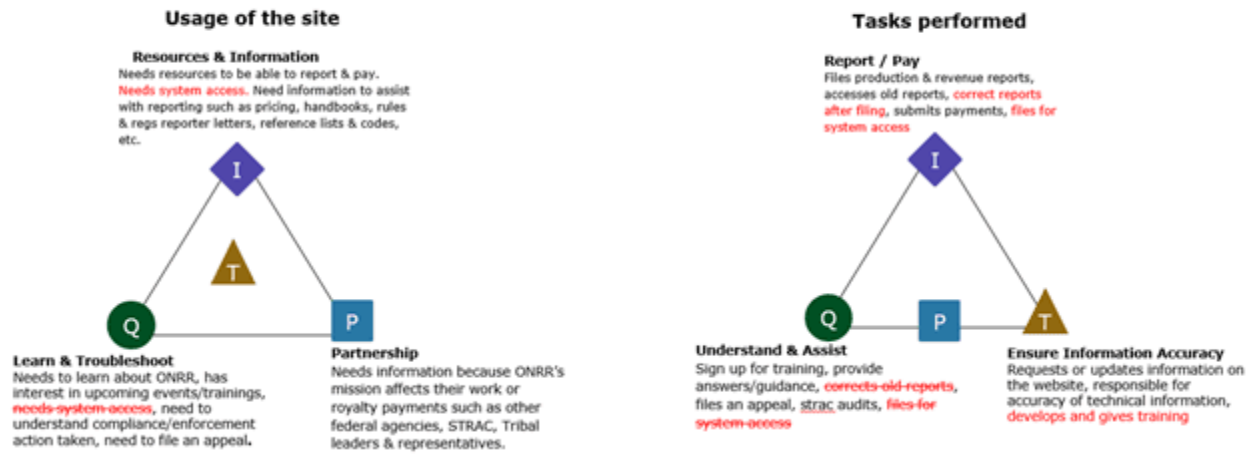 Usage of the site
Resources & Information
Needs resources to be able to report & pay.
Needs system access. Need information to assist
with reporting such as pricing, handbooks, rules
& regs reporter letters, reference lists & codes,
etc.
I
T
Q
P
Learn & Troubleshoot
Needs to learn about ONRR, has
interest in upcoming events/trainings,
needs system access, need to
understand compliance/enforcement
action taken, need to file an appeal.
Partnership
Needs information because ONRR's
mission affects their work or
royalty payments such as other
federal agencies, STRAC, Tribal
leaders & representatives.
Tasks performed
Report / Pay
Files production & revenue reports,
accesses old reports, correct reports
after filing, submits payments, files for
system access
I
Q
P
T
Understand & Assist
Sign up for training, provide
answers/guidance, corrects old reports,
files an appeal, strac audits, files for
system access
Ensure Information Accuracy
Requests or updates information on
the website, responsible for
accuracy of technical information,
develops and gives training